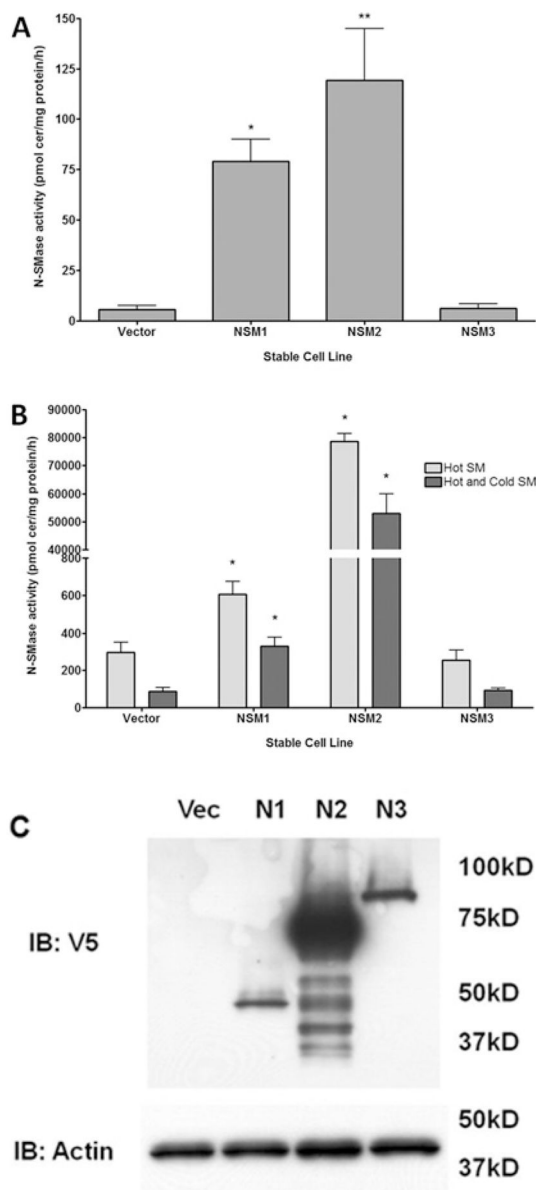 A
N-SMase activity (pmol cer/mg protein/h)
150
125
100
75
50
25
0
*
**
Vector NSM1 NSM2 NSM3
Stable Cell Line
B
N-SMase activity (pmol cer/mg protein/h)
90000
80000
70000
60000
50000
40000
800
600
400
200
0
*
*
*
*
Hot SM
Hot and Cold SM
Vector NSM1 NSM2 NSM3
Stable Cell Line
C
Vec N1 N2 N3
IB: V5
100kD
75kD
50kD
37kD
IB: Actin
50kD
37kD